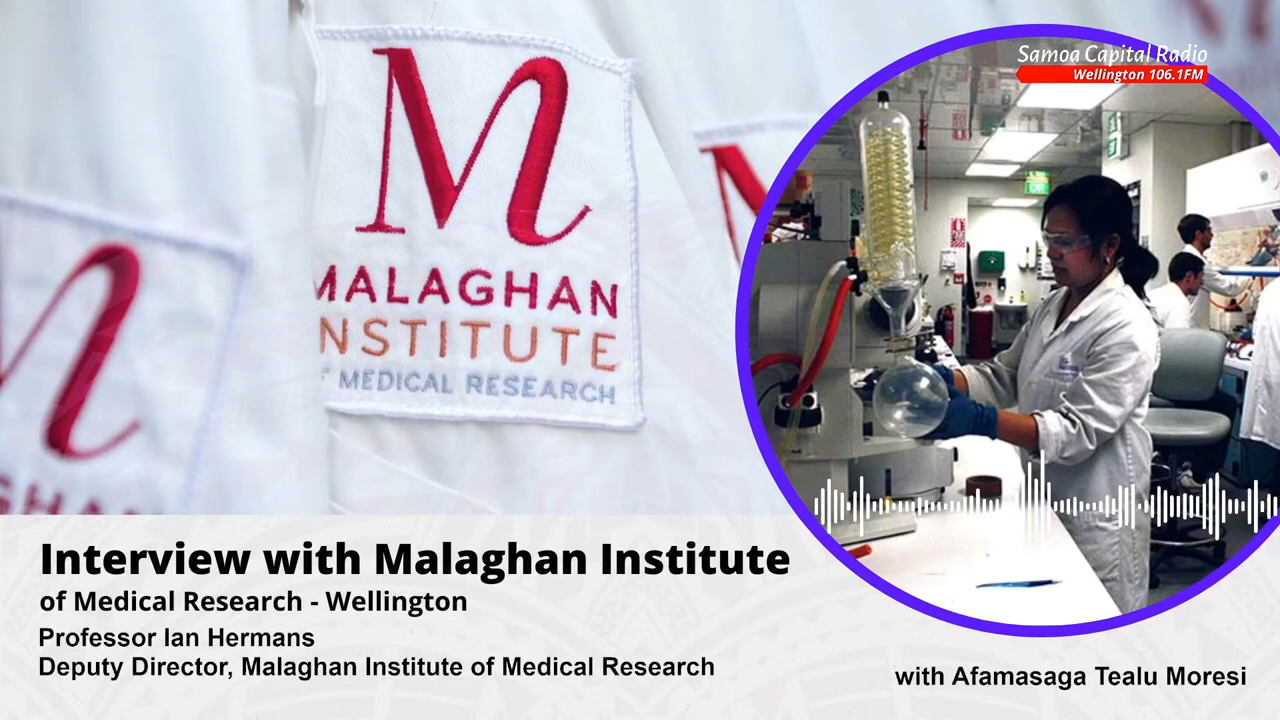 Samoa Capital Radio
Wellington 106.1FM
M
MALAGHAN
NSTITUTE
MEDICAL RESEARCH
Interview with Malaghan Institute
of Medical Research - Wellington
Professor Ian Hermans
Deputy Director, Malaghan Institute of Medical Research
with Afamasaga Tealu Moresi